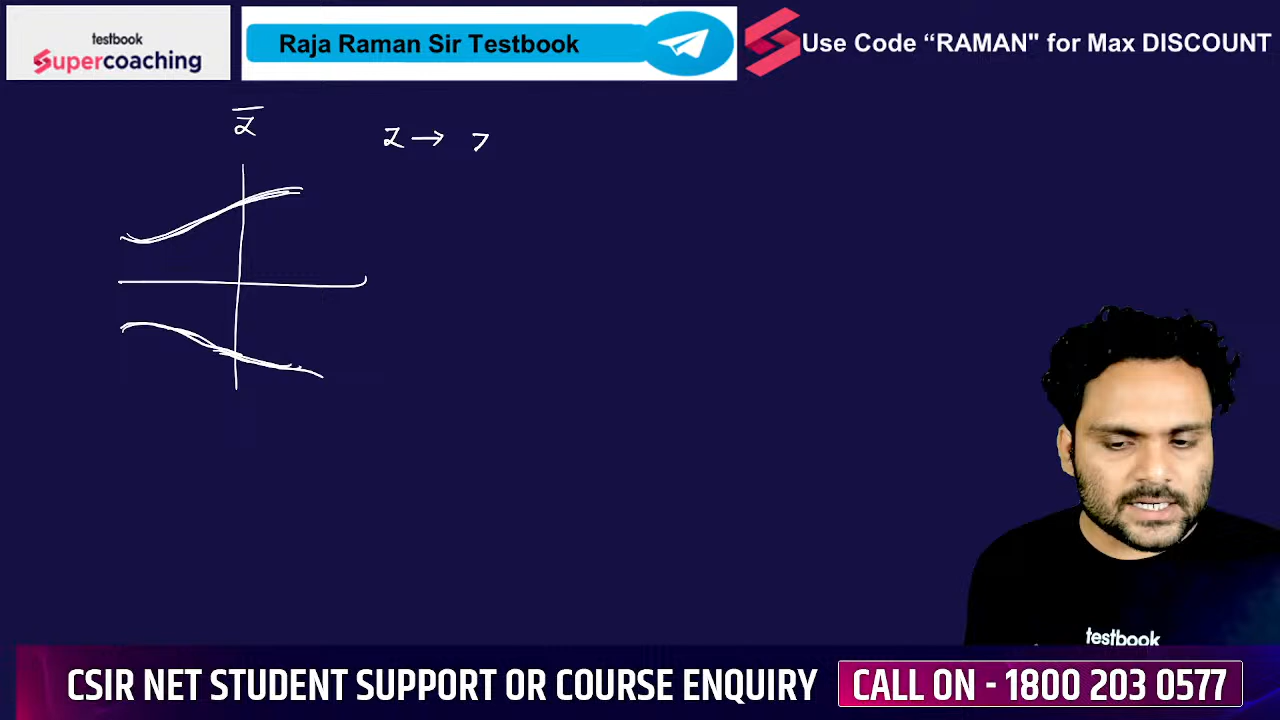 testbook
Supercoaching
Raja Raman Sir Testbook
Use Code “RAMAN" for Max DISCOUNT
z̅
z →
testbook
CSIR NET STUDENT SUPPORT OR COURSE ENQUIRY
CALL ON - 1800 203 0577